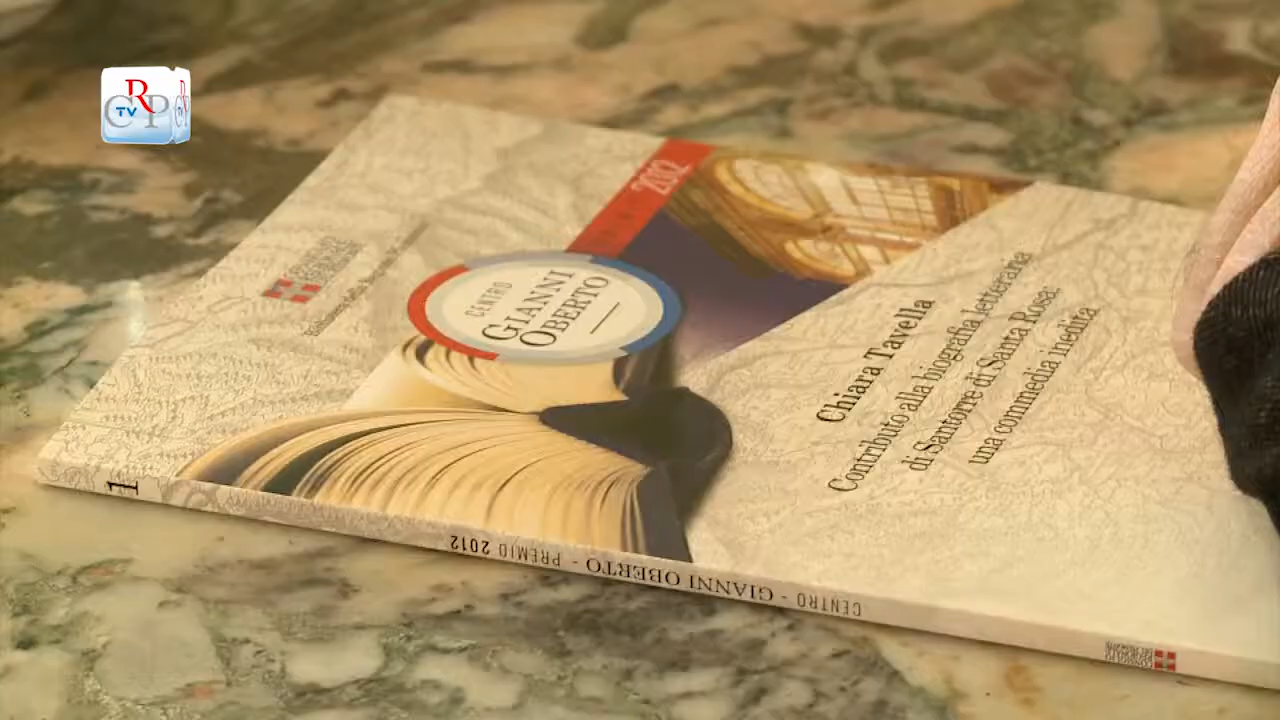 CRP
TV
2012
CENTRO
GIANNI
OBERTO
Chiara Tavella
Contributo alla biografia letteraria
di Santorre di Santa Rosa:
una commedia inedita
1
CENTRO - GIANNI OBERTO - PREMIO 2012